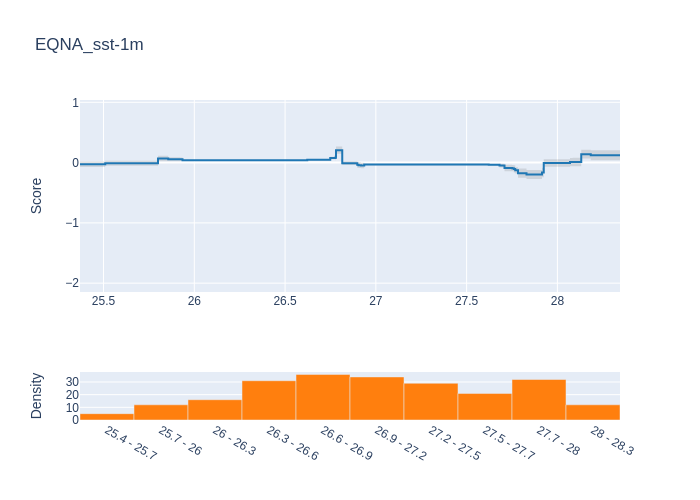 EQNA_sst-1m
Score
1
0
−1
−2
25.5 26 26.5 27 27.5 28
Density
30
20
10
0
25.4 - 25.7
25.7 - 26
26 - 26.3
26.3 - 26.6
26.6 - 26.9
26.9 - 27.2
27.2 - 27.5
27.5 - 27.7
27.7 - 28
28 - 28.3